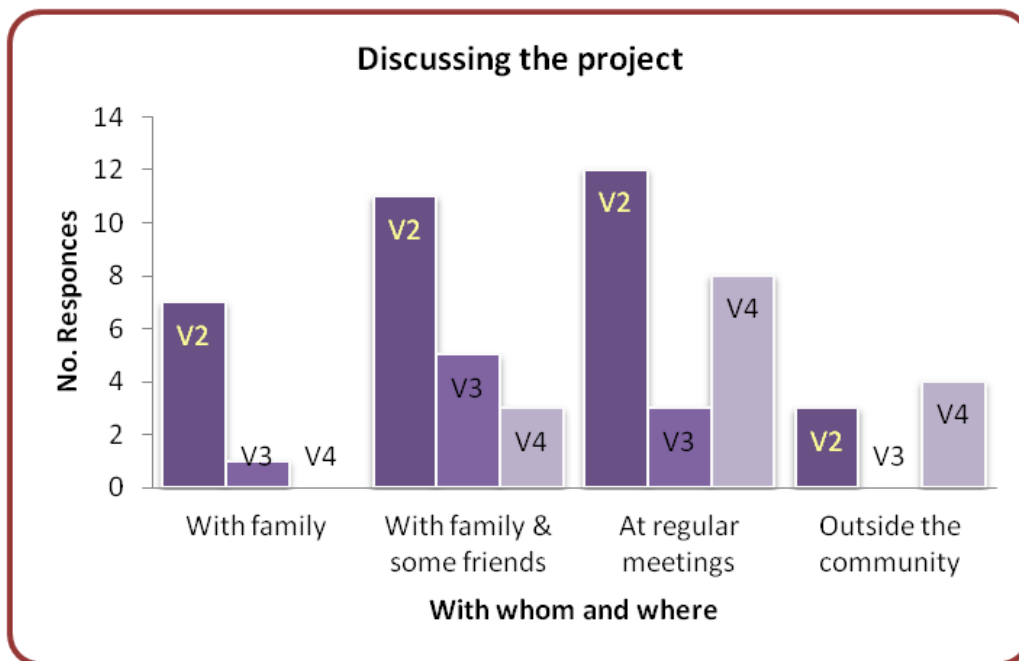 Discussing the project
No. Responces
14
12
10
8
6
4
2
0
V2
V3
V4
V2
V3
V4
V2
V3
V4
V2
V3
V4
With family
With family &
some friends
At regular
meetings
Outside the
community
With whom and where